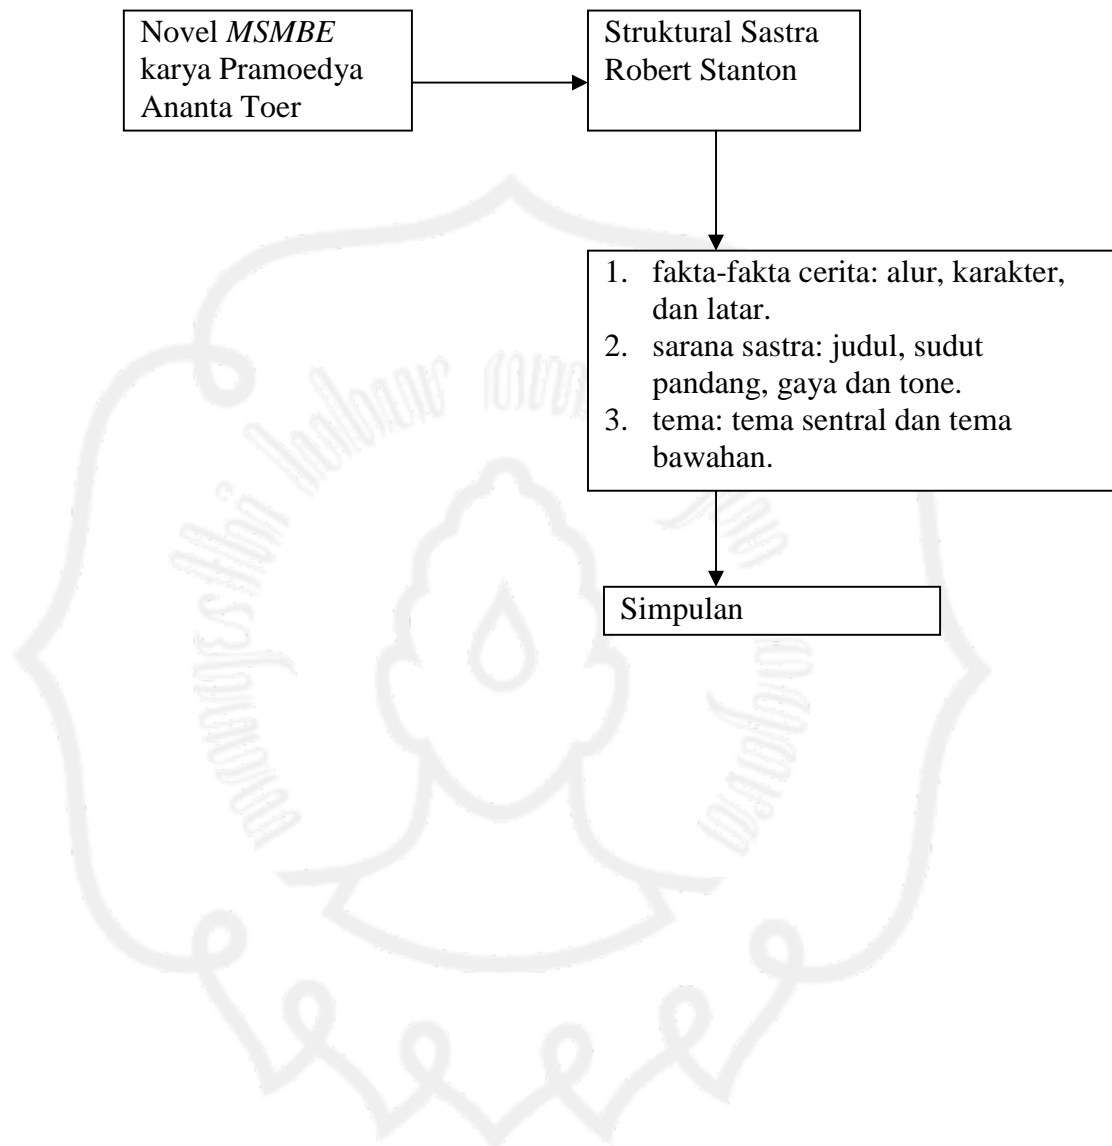 Novel MSMBE
karya Pramoedya
Ananta Toer
Struktural Sastra
Robert Stanton
1. fakta-fakta cerita: alur, karakter,
dan latar.
2. sarana sastra: judul, sudut
pandang, gaya dan tone.
3. tema: tema sentral dan tema
bawahan.
Simpulan